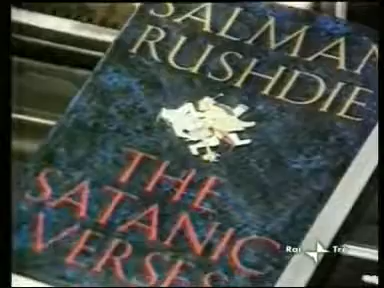 SALMAN
RUSHDIE
THE
SATANIC
VERSES
Rai Tre